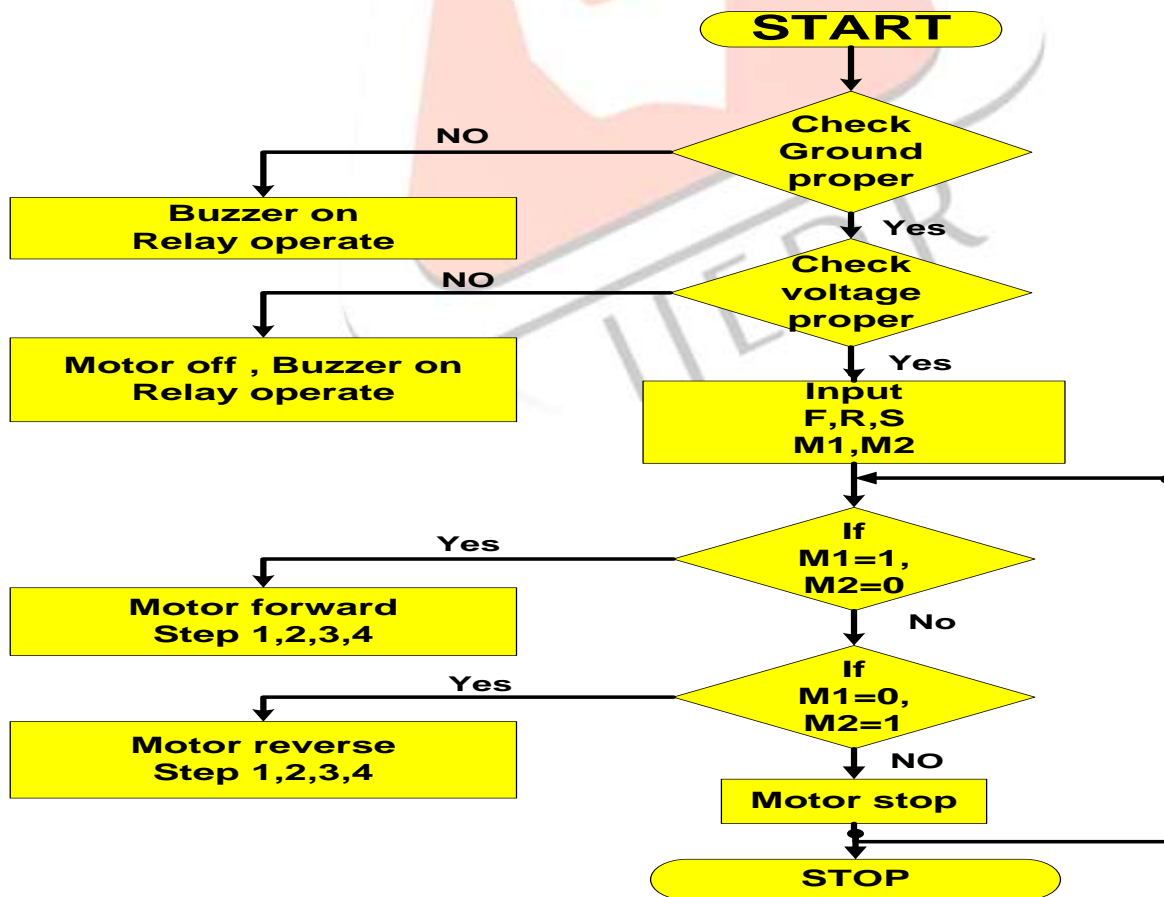 START
Check
Ground
proper
NO
Buzzer on
Relay operate
Yes
Check
voltage
proper
NO
Motor off , Buzzer on
Relay operate
Yes
Input
F,R,S
M1,M2
If
M1=1,
M2=0
Yes
Motor forward
Step 1,2,3,4
No
If
M1=0,
M2=1
Yes
Motor reverse
Step 1,2,3,4
NO
Motor stop
STOP
IJEDR